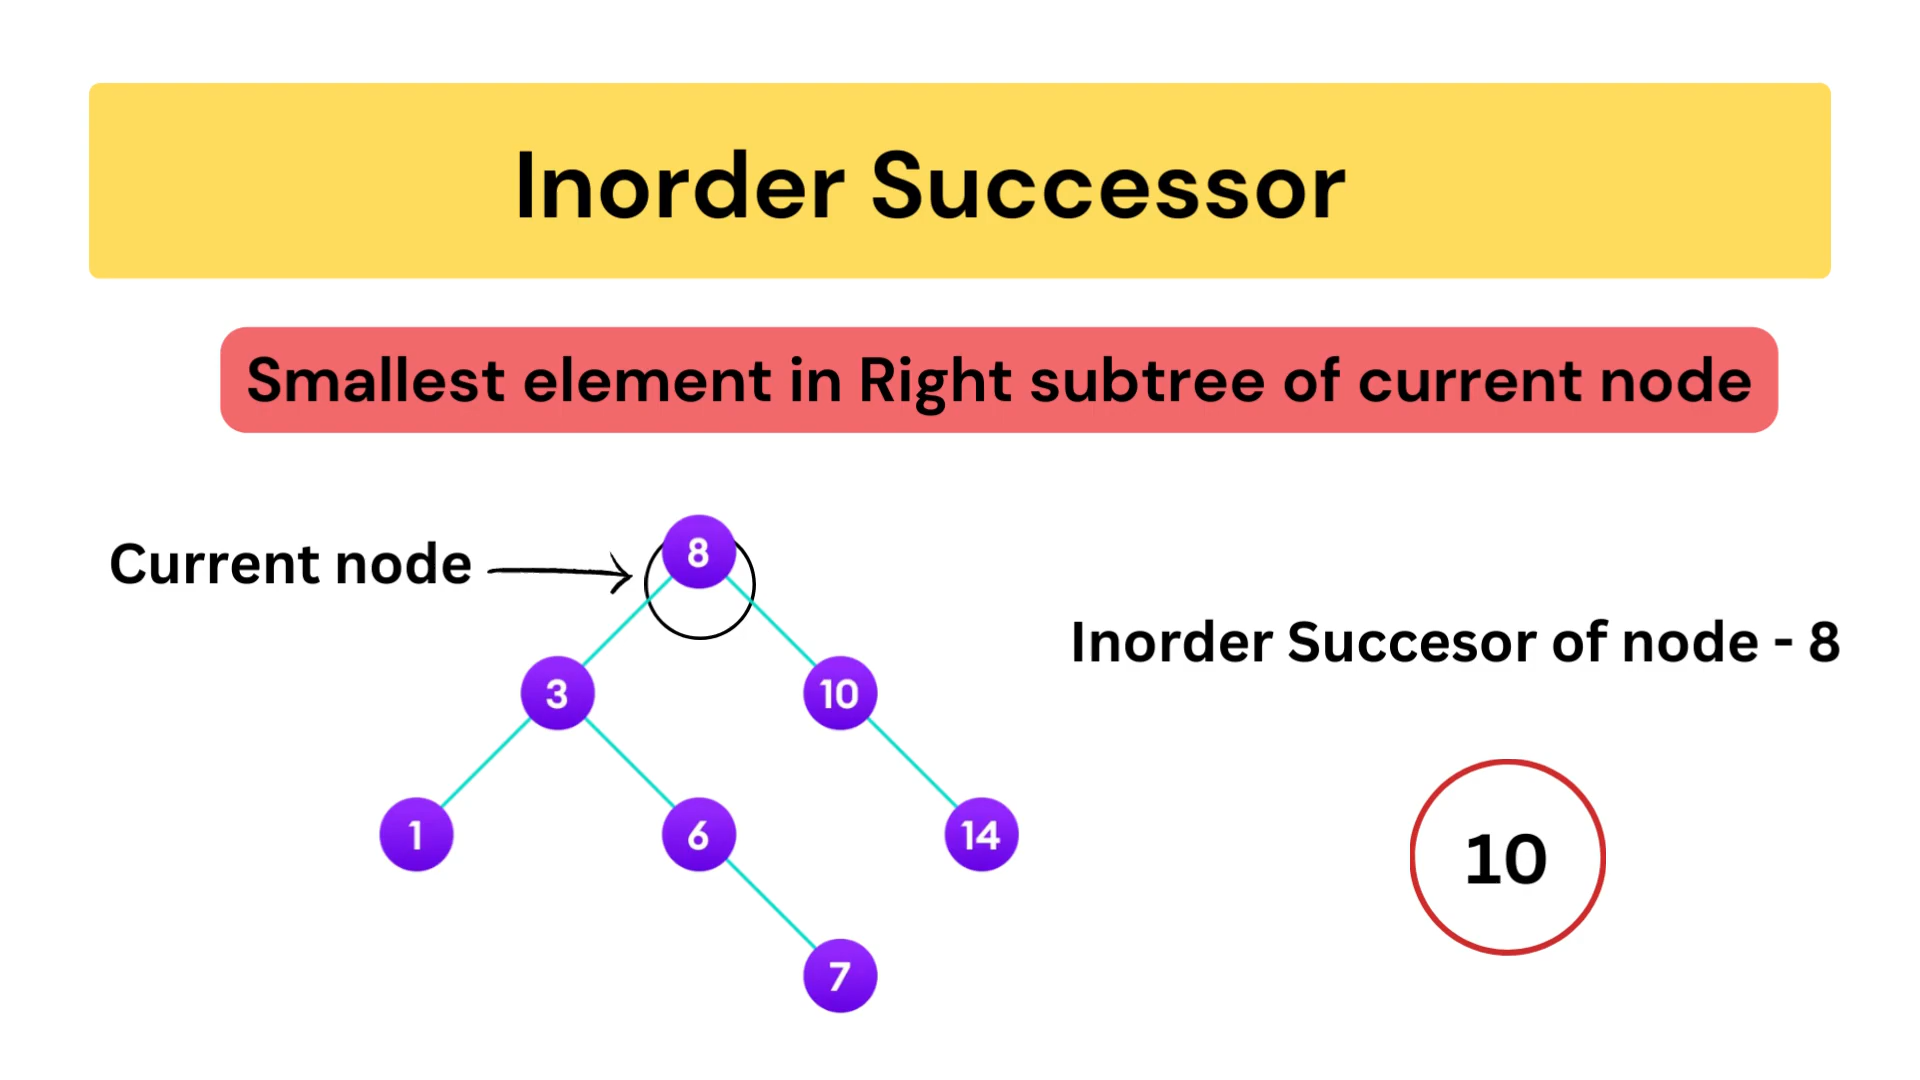 Inorder Successor
Smallest element in Right subtree of current node
Current node
8
Inorder Succesor of node - 8
3
10
1
6
14
10
7